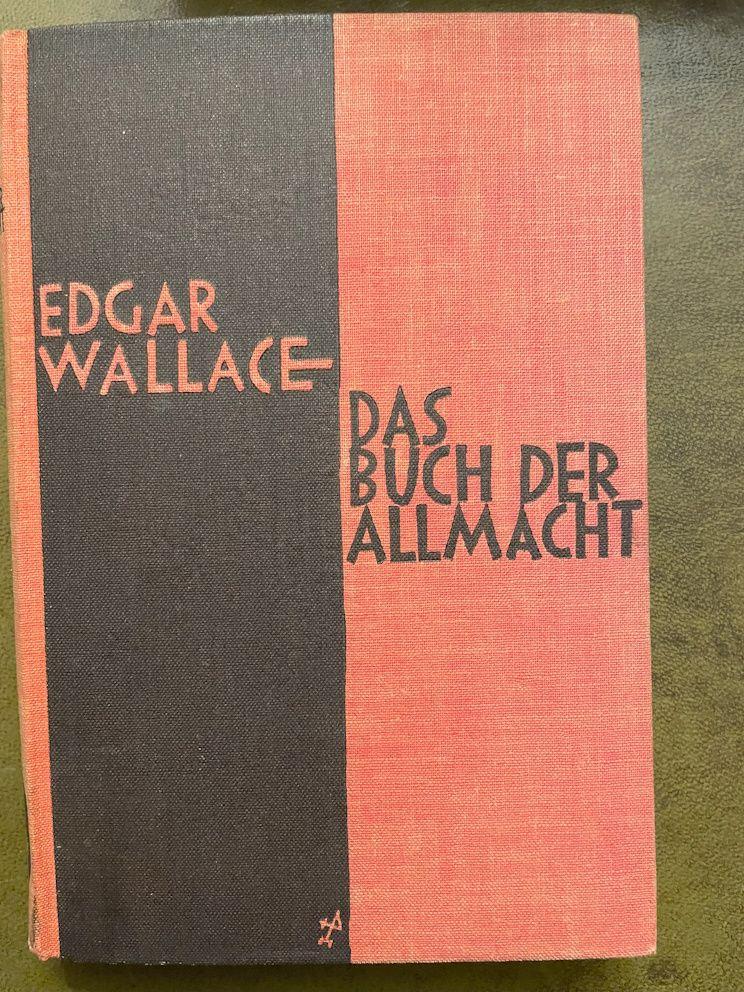 EDGAR
WALLACE
DAS
BUCH DER
ALLMACHT